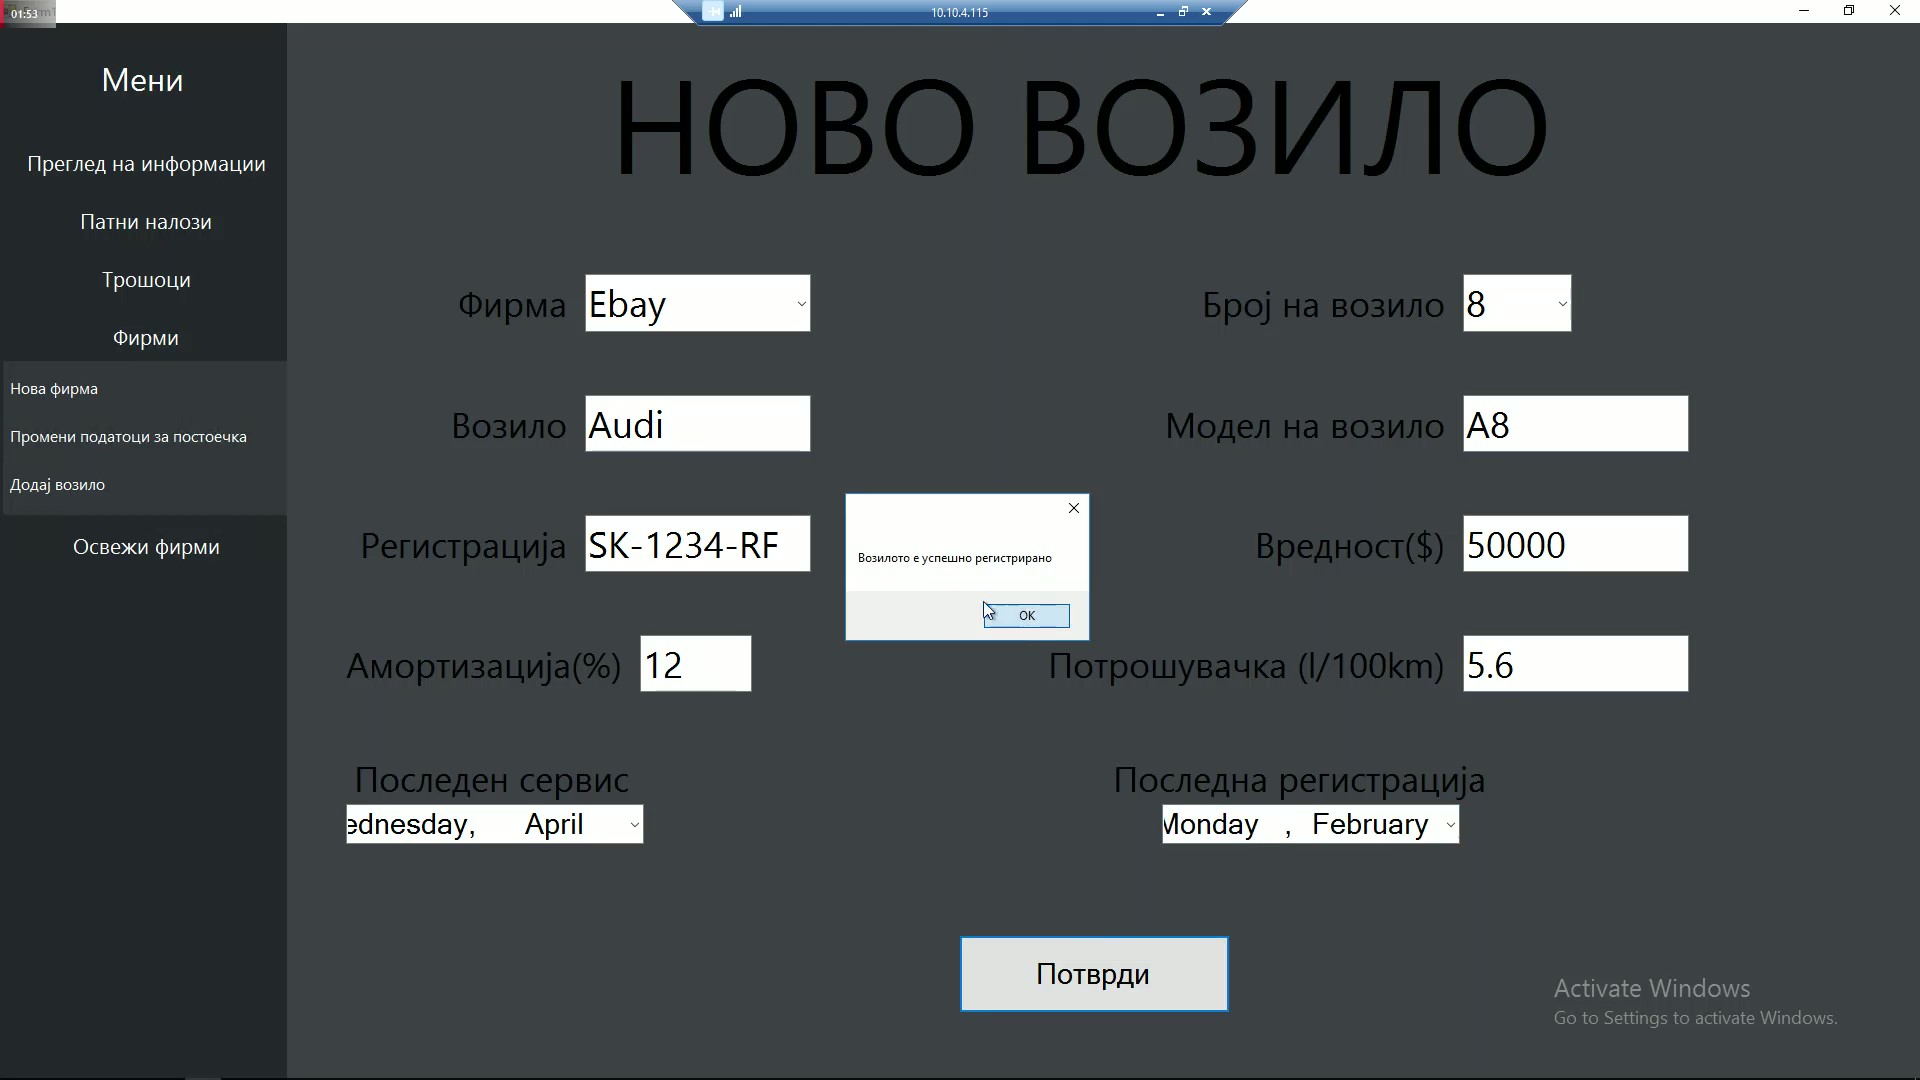 01:53
10.10.4.115
Мени
Преглед на информации
Патни налози
Трошоци
Фирми
Нова фирма
Промени податоци за постоечка
Додај возило
Освежи фирми
НОВО ВОЗИЛО
Фирма Ebay
Број на возило 8
Возило Audi
Модел на возило A8
Регистрација SK-1234-RF
Вредност($) 50000
Возилото е успешно регистрирано
OK
Амортизација(%) 12
Потрошувачка (l/100km) 5.6
Последен сервис
Последна регистрација
ednesday, April
Monday , February
Потврди
Activate Windows
Go to Settings to activate Windows.